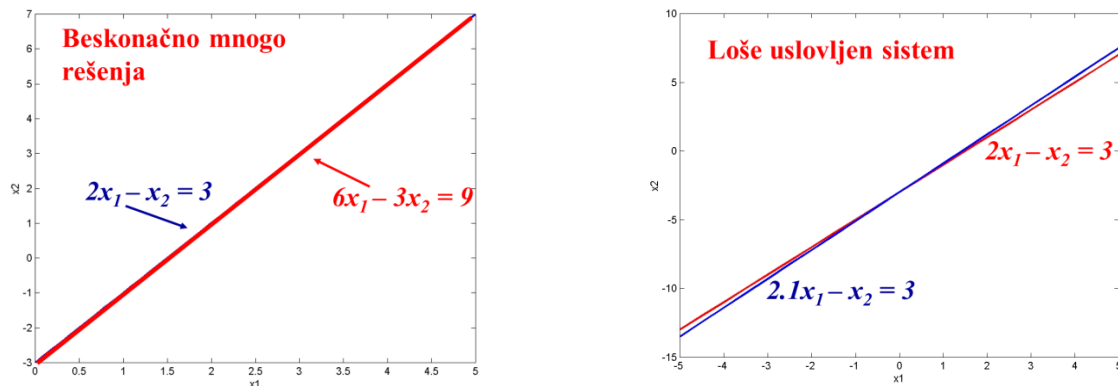 Beskonačno mnogo
rešenja
2x₁ – x₂ = 3
6x₁ – 3x₂ = 9
7
6
5
4
3
2
1
0
-1
-2
-3
x2
0 0.5 1 1.5 2 2.5 3 3.5 4 4.5 5
x1
Loše uslovljen sistem
2x₁ – x₂ = 3
2.1x₁ – x₂ = 3
10
5
0
-5
-10
-15
x2
-5 -4 -3 -2 -1 0 1 2 3 4 5
x1